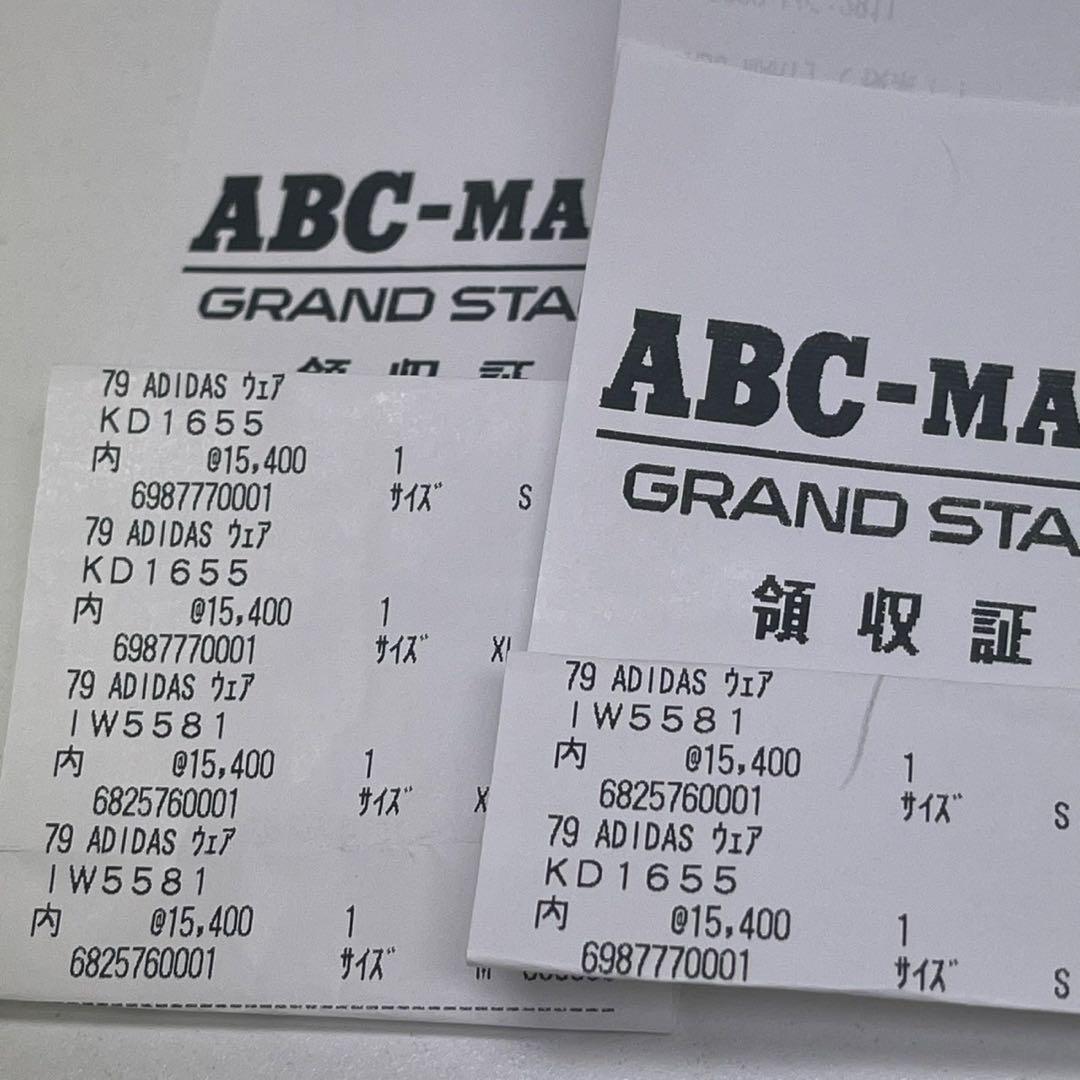 ABC-MA
GRAND STA
領 収 証
79 ADIDAS ウェア
KD1655
内 @15,400 1
6987770001 サイズ S
79 ADIDAS ウェア
KD1655
内 @15,400 1
6987770001 サイズ
79 ADIDAS ウェア
IW5581
内 @15,400 1
6825760001 サイズ X
79 ADIDAS ウェア
IW5581
内 @15,400 1
6825760001 サイズ M
ABC-MA
GRAND STA
領 収 証
79 ADIDAS ウェア
IW5581
内 @15,400 1
6825760001 サイズ S
79 ADIDAS ウェア
KD1655
内 @15,400 1
6987770001 サイズ S